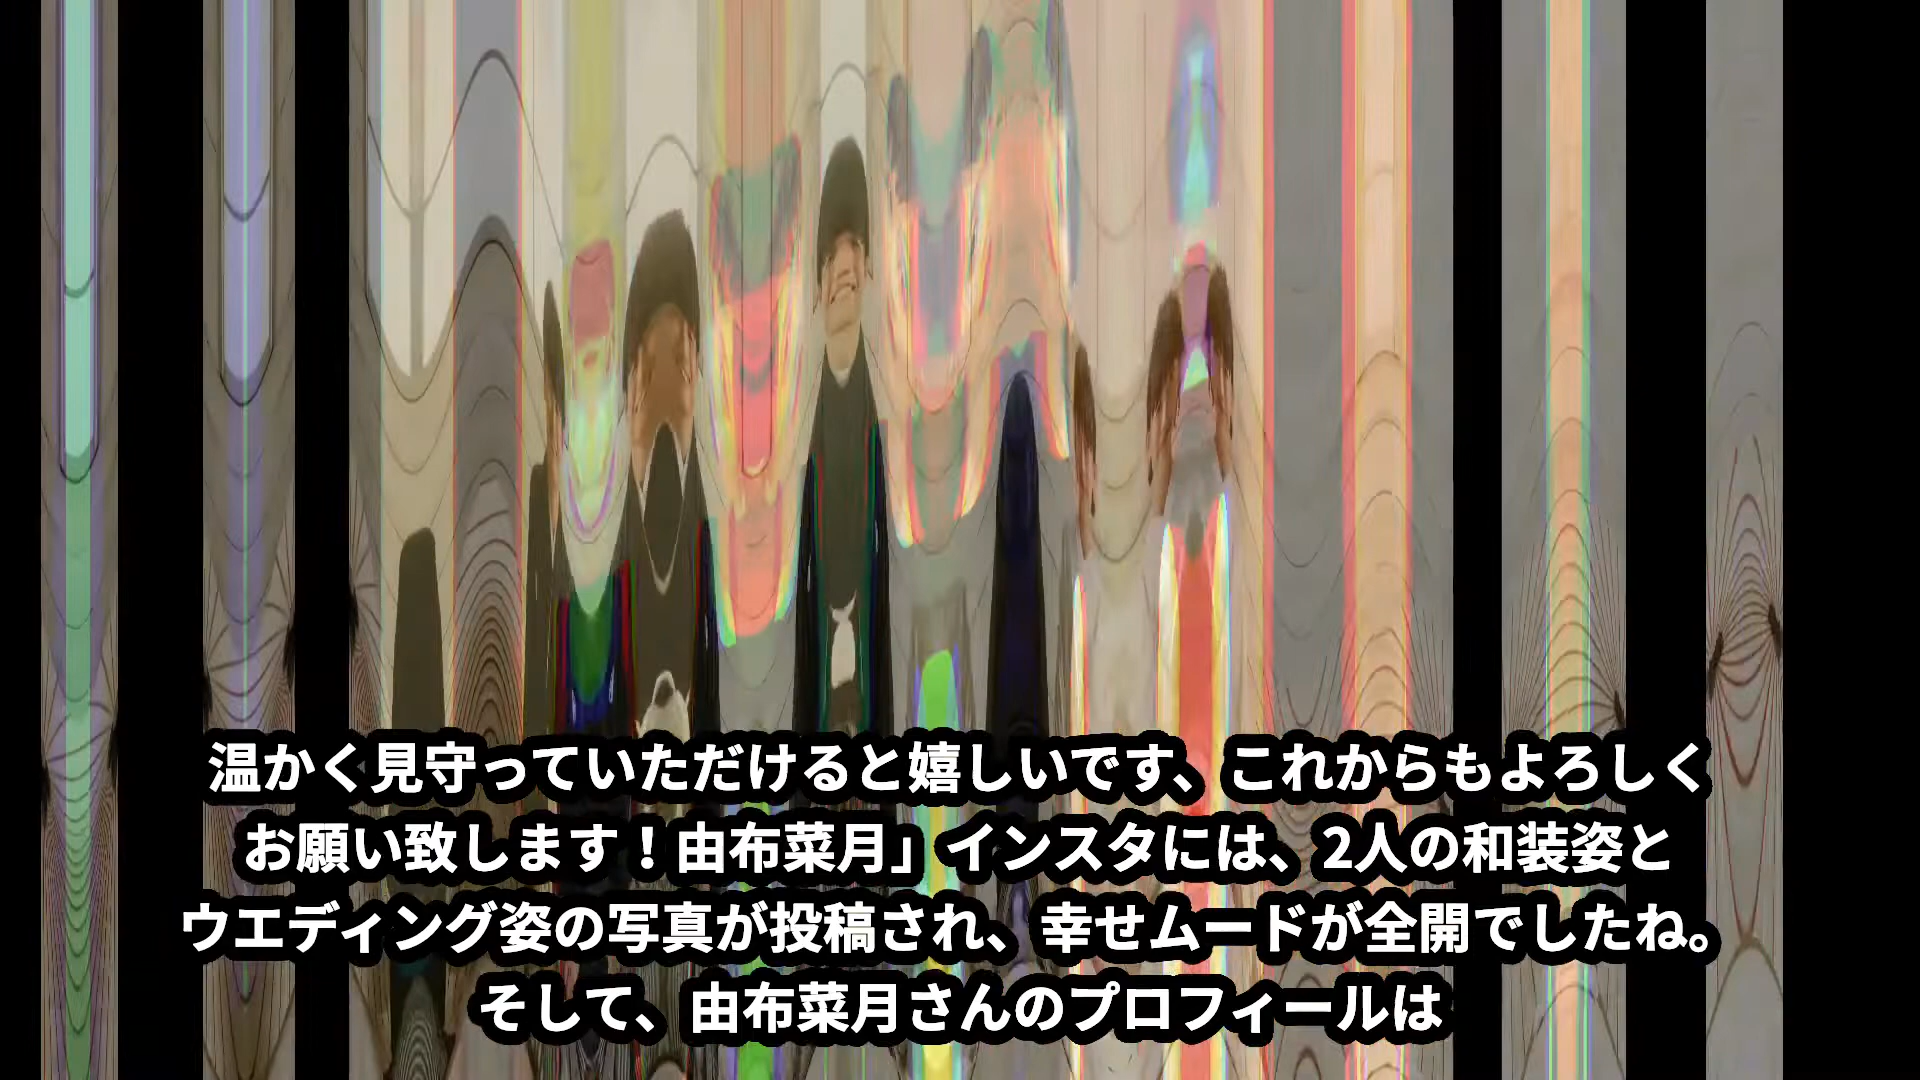 温かく見守っていただけると嬉しいです、これからもよろしく
お願い致します！由布菜月」インスタには、2人の和装姿と
ウエディング姿の写真が投稿され、幸せムードが全開でしたね。
そして、由布菜月さんのプロフィールは